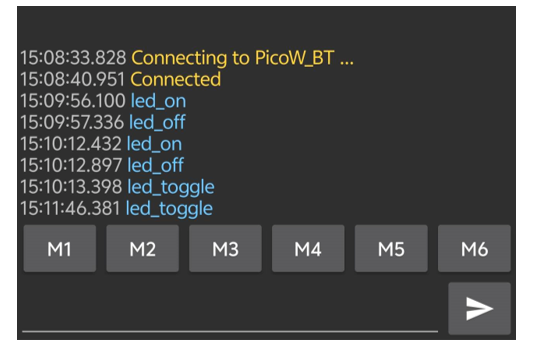 15:08:33.828 Connecting to PicoW_BT ...
15:08:40.951 Connected
15:09:56.100 led_on
15:09:57.336 led_off
15:10:12.432 led_on
15:10:12.897 led_off
15:10:13.398 led_toggle
15:11:46.381 led_toggle
M1 M2 M3 M4 M5 M6